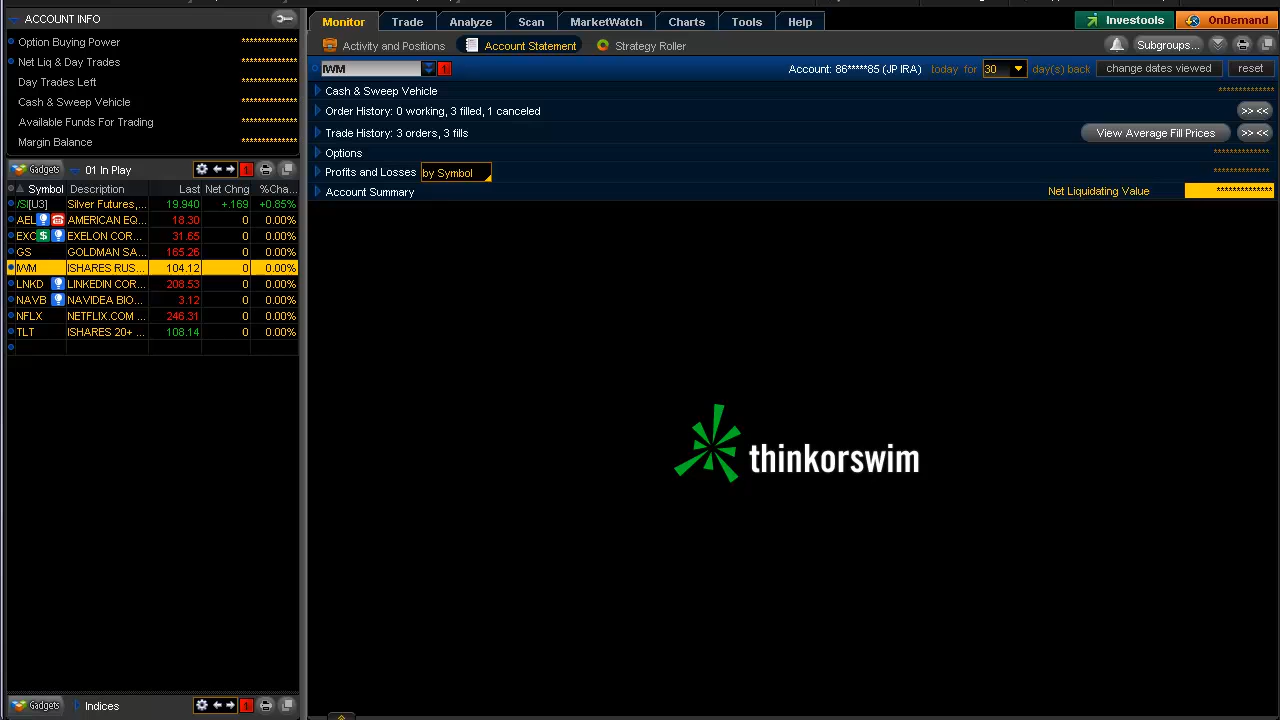 ACCOUNT INFO
Option Buying Power **************
Net Liq & Day Trades **************
Day Trades Left **************
Cash & Sweep Vehicle **************
Available Funds For Trading **************
Margin Balance **************
Gadgets 01 In Play 1
Symbol Description Last Net Chng %Cha...
/SI[U3] Silver Futures,... 19.940 +.169 +0.85%
AEL AMERICAN EQ... 18.30 0 0.00%
EXC $ EXELON COR... 31.65 0 0.00%
GS GOLDMAN SA... 165.26 0 0.00%
IWM ISHARES RUS... 104.12 0 0.00%
LNKD LINKEDIN COR... 208.53 0 0.00%
NAVB NAVIDEA BIO... 3.12 0 0.00%
NFLX NETFLIX.COM ... 246.31 0 0.00%
TLT ISHARES 20+ ... 108.14 0 0.00%
Gadgets Indices 1
Monitor Trade Analyze Scan MarketWatch Charts Tools Help Investools OnDemand
Activity and Positions Account Statement Strategy Roller Subgroups...
IWM 1 Account: 86*****85 (JP IRA) today for 30 day(s) back change dates viewed reset
Cash & Sweep Vehicle **************
Order History: 0 working, 3 filled, 1 canceled >> <<
Trade History: 3 orders, 3 fills View Average Fill Prices >> <<
Options **************
Profits and Losses by Symbol **************
Account Summary Net Liquidating Value **************
thinkorswim